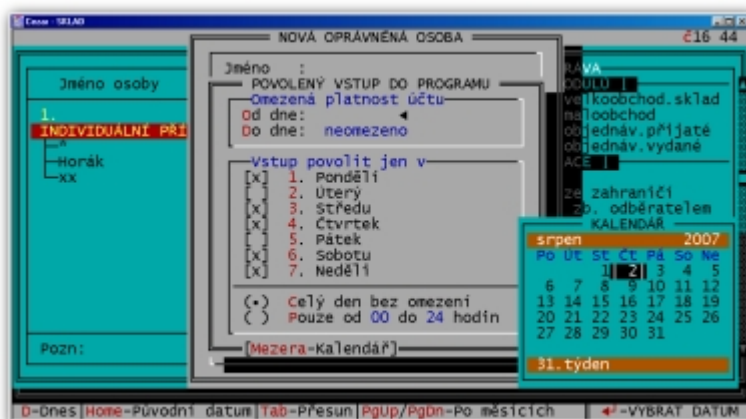 Cesar - SKLAD
NOVÁ OPRÁVNĚNÁ OSOBA
č16 44
Jméno :
Jméno osoby
POVOLENÝ VSTUP DO PROGRAMU
Omezená platnost účtu
Od dne:
Do dne: neomezeno
1.
INDIVIDUÁLNÍ PŘÍ
^
Horák
xx
Vstup povolit jen v
[x] 1. Pondělí
[ ] 2. Úterý
[x] 3. Středu
[x] 4. Čtvrtek
[ ] 5. Pátek
[x] 6. Sobotu
[x] 7. Neděli
(•) Celý den bez omezení
( ) Pouze od 00 do 24 hodin
[Mezera-Kalendář]
Pozn:
RAVA
ODULŮ
velkoobchod.sklad
maloobchod
objednáv.přijaté
objednáv.vydané
ACE
ze zahraničí
zb. odběratelem
KALENDÁŘ
srpen 2007
Po Út St Čt Pá So Ne
1 2 3 4 5
6 7 8 9 10 11 12
13 14 15 16 17 18 19
20 21 22 23 24 25 26
27 28 29 30 31
31.týden
D-Dnes Home-Původní datum Tab-Přesun PgUp/PgDn-Po měsících ↵-VYBRAT DATUM